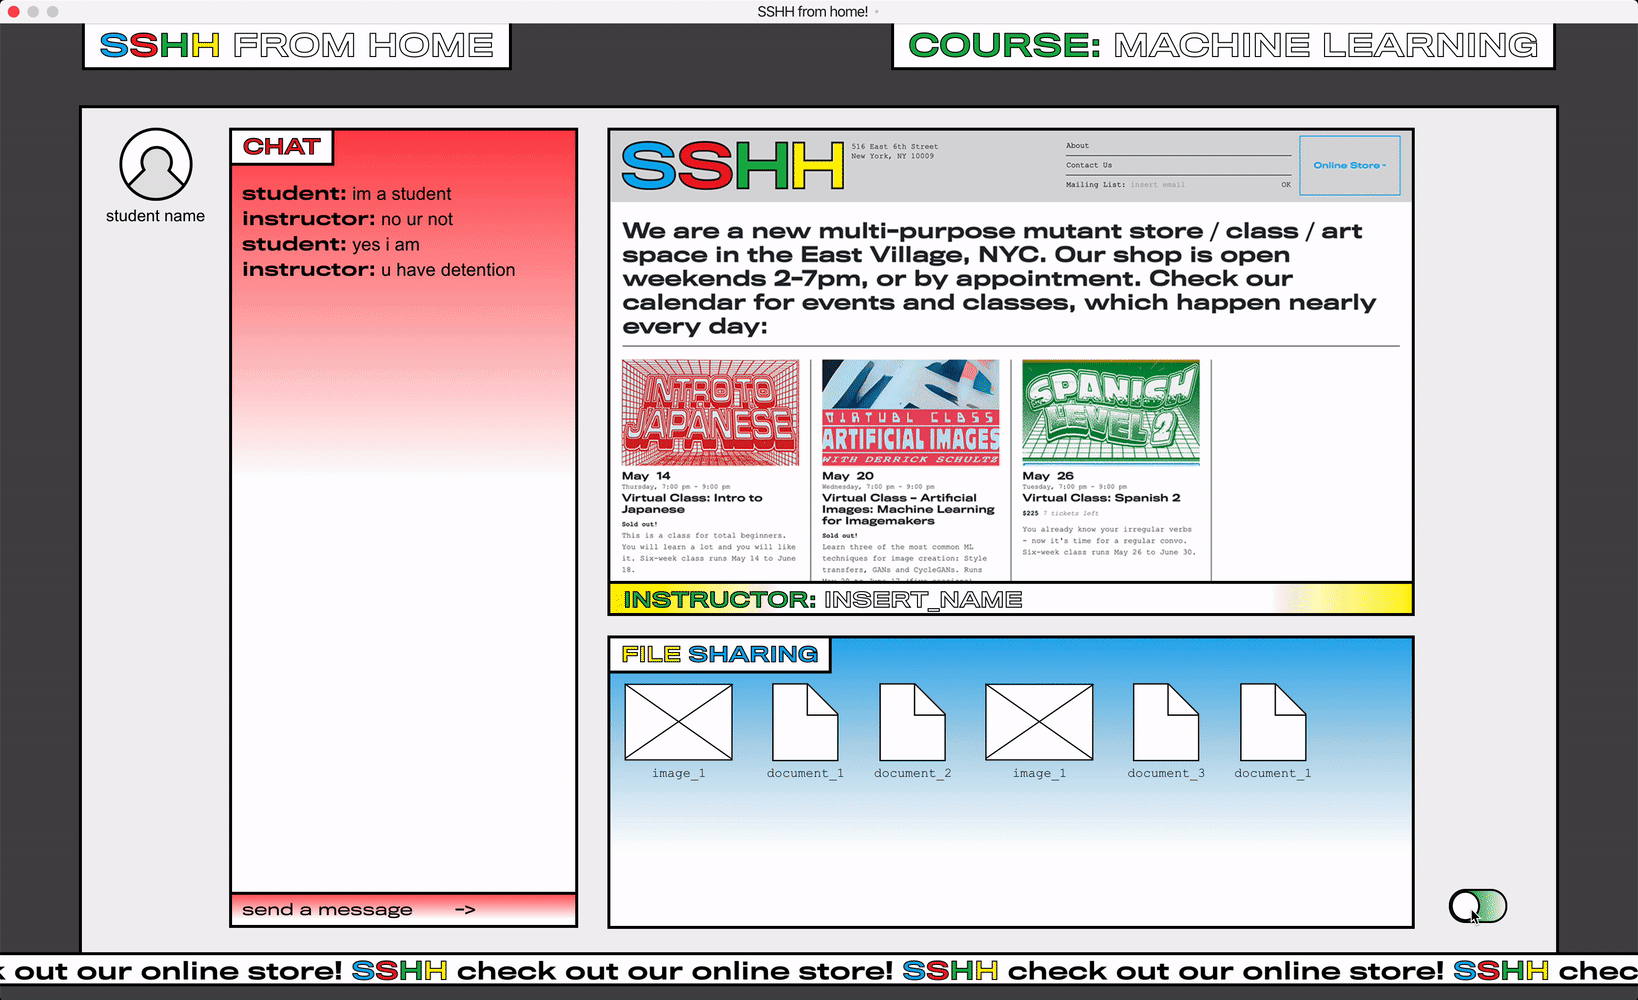 SSHH from home!
SSHH FROM HOME
COURSE: MACHINE LEARNING
student name
CHAT
student: im a student
instructor: no ur not
student: yes i am
instructor: u have detention
send a message ->
SSHH
516 East 6th Street
New York, NY 10009
About
Contact Us
Mailing List: insert email OK
Online Store~
We are a new multi-purpose mutant store / class / art
space in the East Village, NYC. Our shop is open
weekends 2-7pm, or by appointment. Check our
calendar for events and classes, which happen nearly
every day:
INTRO TO
JAPANESE
May 14
Thursday, 7:00 pm - 9:00 pm
Virtual Class: Intro to
Japanese
Sold out!
This is a class for total beginners.
You will learn a lot and you will like
it. Six-week class runs May 14 to June
18.
VIRTUAL CLASS
ARTIFICIAL IMAGES
WITH DERRICK SCHULTZ
May 20
Wednesday, 7:00 pm - 9:00 pm
Virtual Class – Artificial
Images: Machine Learning
for Imagemakers
Sold out!
Learn three of the most common ML
techniques for image creation: Style
transfers, GANs and CycleGANs. Runs
May 20 to June 17 (five sessions)
SPANISH
LEVEL 2
May 26
Tuesday, 7:00 pm - 9:00 pm
Virtual Class: Spanish 2
$225 7 tickets left
You already know your irregular verbs
- now it's time for a regular convo.
Six-week class runs May 26 to June 30.
INSTRUCTOR: INSERT_NAME
FILE SHARING
image_1
document_1
document_2
image_1
document_3
document_1
k out our online store! SSHH check out our online store! SSHH check out our online store! SSHH chec